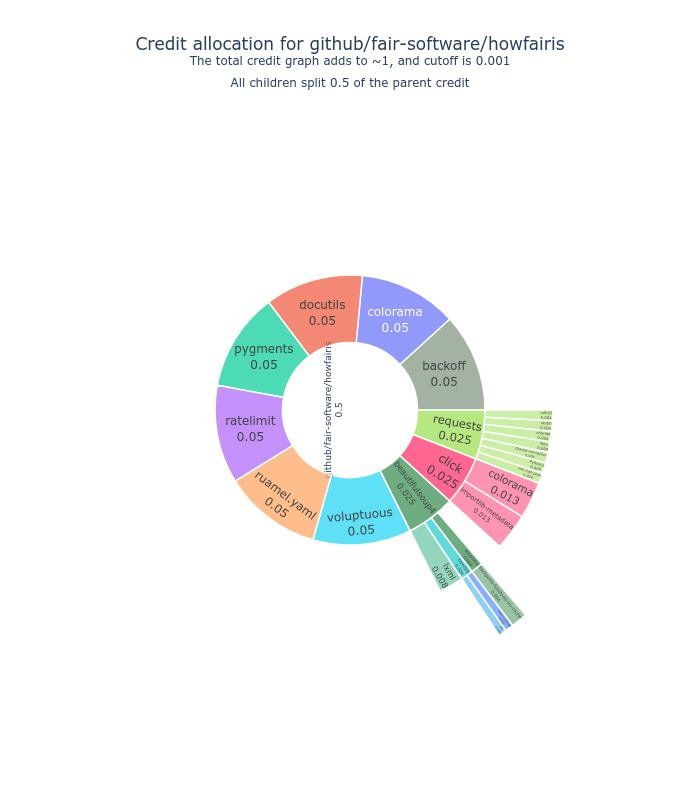 Credit allocation for github/fair-software/howfairis
The total credit graph adds to ~1, and cutoff is 0.001
All children split 0.5 of the parent credit
docutils
0.05
colorama
0.05
pygments
0.05
backoff
0.05
github/fair-software/howfairis
0.5
ratelimit
0.05
requests
0.025
click
0.025
colorama
0.013
importlib-metadata
0.013
beautifulsoup4
0.025
ruamel.yaml
0.05
voluptuous
0.05
lxml
0.008